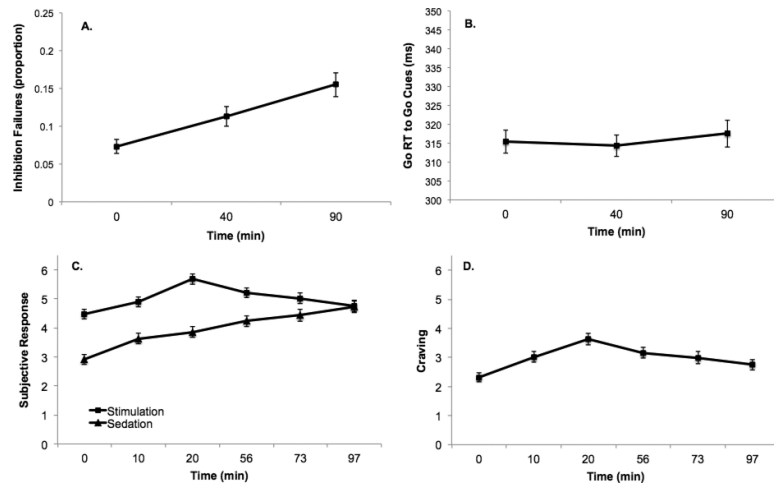 A.
Inhibition Failures (proportion)
0.25
0.2
0.15
0.1
0.05
0
0 40 90
Time (min)
B.
Go RT to Go Cues (ms)
350
345
340
335
330
325
320
315
310
305
300
0 40 90
Time (min)
C.
Subjective Response
6
5
4
3
2
1
0
Stimulation
Sedation
0 10 20 56 73 97
Time (min)
D.
Craving
6
5
4
3
2
1
0
0 10 20 56 73 97
Time (min)